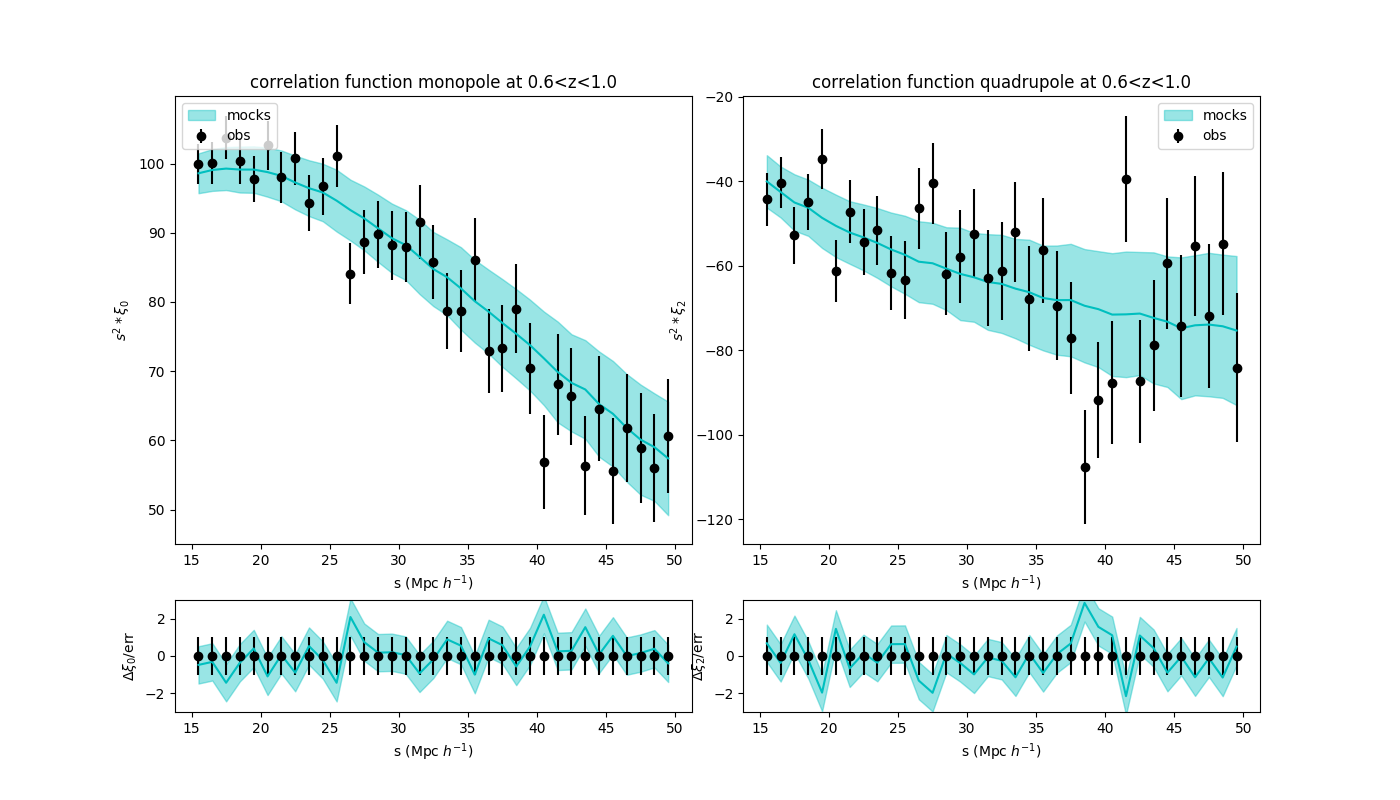 correlation function monopole at 0.6<z<1.0
mocks
obs
100
90
80
70
60
50
s² * ξ₀
15 20 25 30 35 40 45 50
s (Mpc h⁻¹)
correlation function quadrupole at 0.6<z<1.0
mocks
obs
−20
−40
−60
−80
−100
−120
s² * ξ₂
15 20 25 30 35 40 45 50
s (Mpc h⁻¹)
2
0
−2
Δξ₀/err
15 20 25 30 35 40 45 50
s (Mpc h⁻¹)
2
0
−2
Δξ₂/err
15 20 25 30 35 40 45 50
s (Mpc h⁻¹)